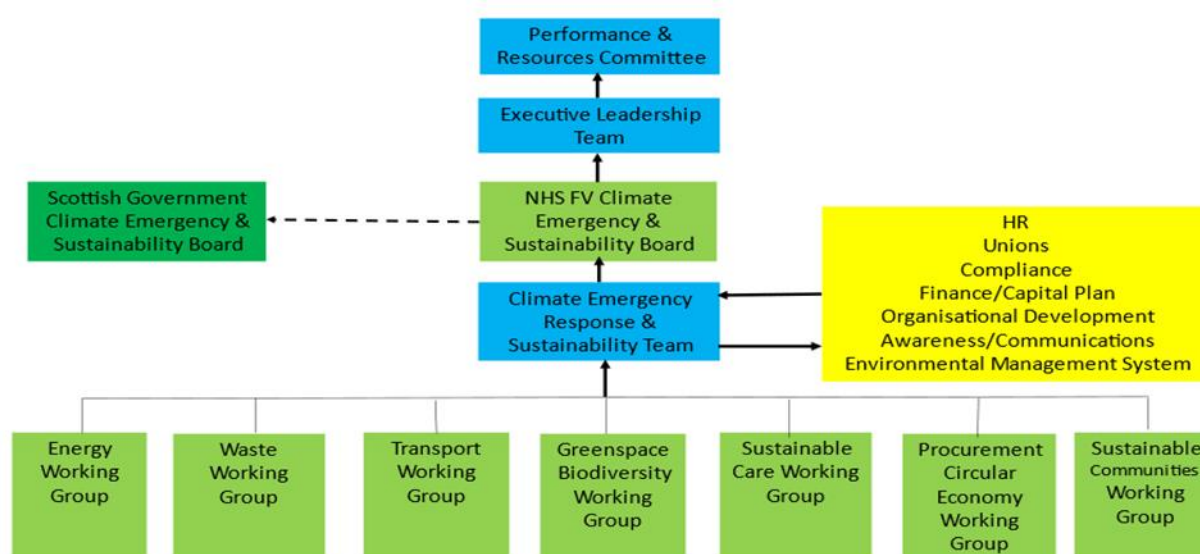 Performance &
Resources Committee
Executive Leadership
Team
Scottish Government
Climate Emergency &
Sustainability Board
NHS FV Climate
Emergency &
Sustainability Board
HR
Unions
Compliance
Finance/Capital Plan
Organisational Development
Awareness/Communications
Environmental Management System
Climate Emergency
Response &
Sustainability Team
Energy
Working
Group
Waste
Working
Group
Transport
Working
Group
Greenspace
Biodiversity
Working
Group
Sustainable
Care Working
Group
Procurement
Circular
Economy
Working
Group
Sustainable
Communities
Working
Group